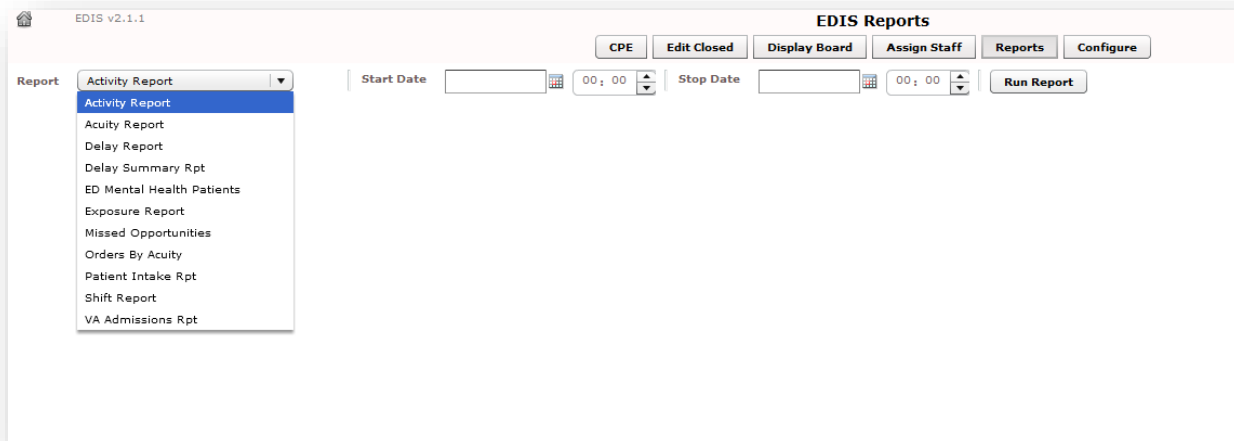 EDIS v2.1.1
EDIS Reports
CPE Edit Closed Display Board Assign Staff Reports Configure
Report Activity Report Start Date 00: 00 Stop Date 00: 00 Run Report
Activity Report
Acuity Report
Delay Report
Delay Summary Rpt
ED Mental Health Patients
Exposure Report
Missed Opportunities
Orders By Acuity
Patient Intake Rpt
Shift Report
VA Admissions Rpt